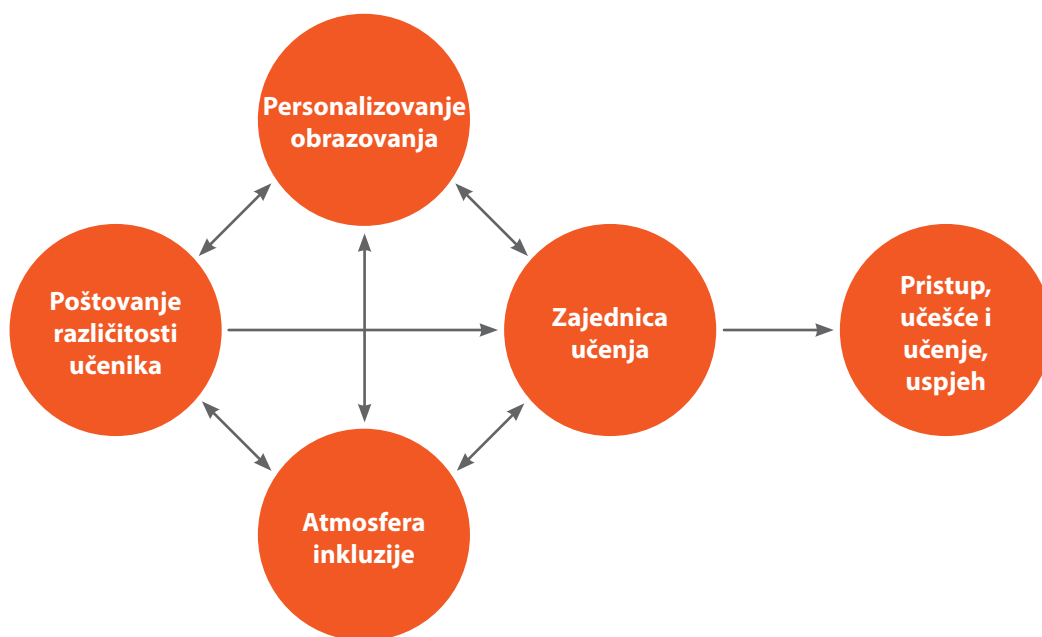 Personalizovanje
obrazovanja
Poštovanje
različitosti
učenika
Zajednica
učenja
Pristup,
učešće i
učenje,
uspjeh
Atmosfera
inkluzije